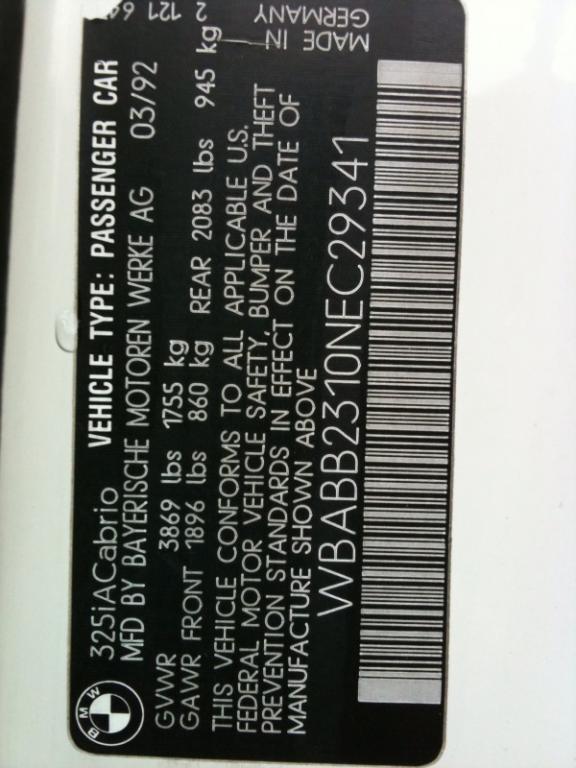 BMW
325iACabrio VEHICLE TYPE: PASSENGER CAR
MFD BY BAYERISCHE MOTOREN WERKE AG 03/92
GVWR 3869 lbs 1755 kg
GAWR FRONT 1896 lbs 860 kg REAR 2083 lbs 945 kg
THIS VEHICLE CONFORMS TO ALL APPLICABLE U.S.
FEDERAL MOTOR VEHICLE SAFETY, BUMPER AND THEFT
PREVENTION STANDARDS IN EFFECT ON THE DATE OF
MANUFACTURE SHOWN ABOVE
WBABB2310NEC29341
MADE IN
GERMANY
2 121